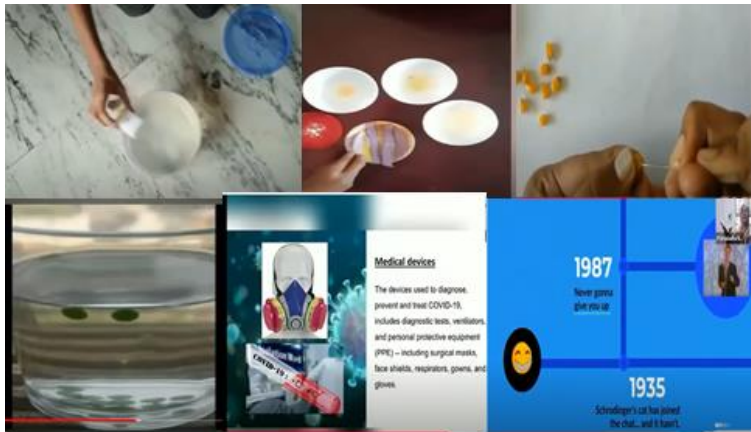 Medical devices
The devices used to diagnose,
prevent and treat COVID-19,
includes diagnostic tests, ventilators,
and personal protective equipment
(PPE) – including surgical masks,
face shields, respirators, gowns, and
gloves.
COVID-19
1987
Never gonna
give you up
1935
Schrodinger's cat has joined
the chat... and it hasn't.